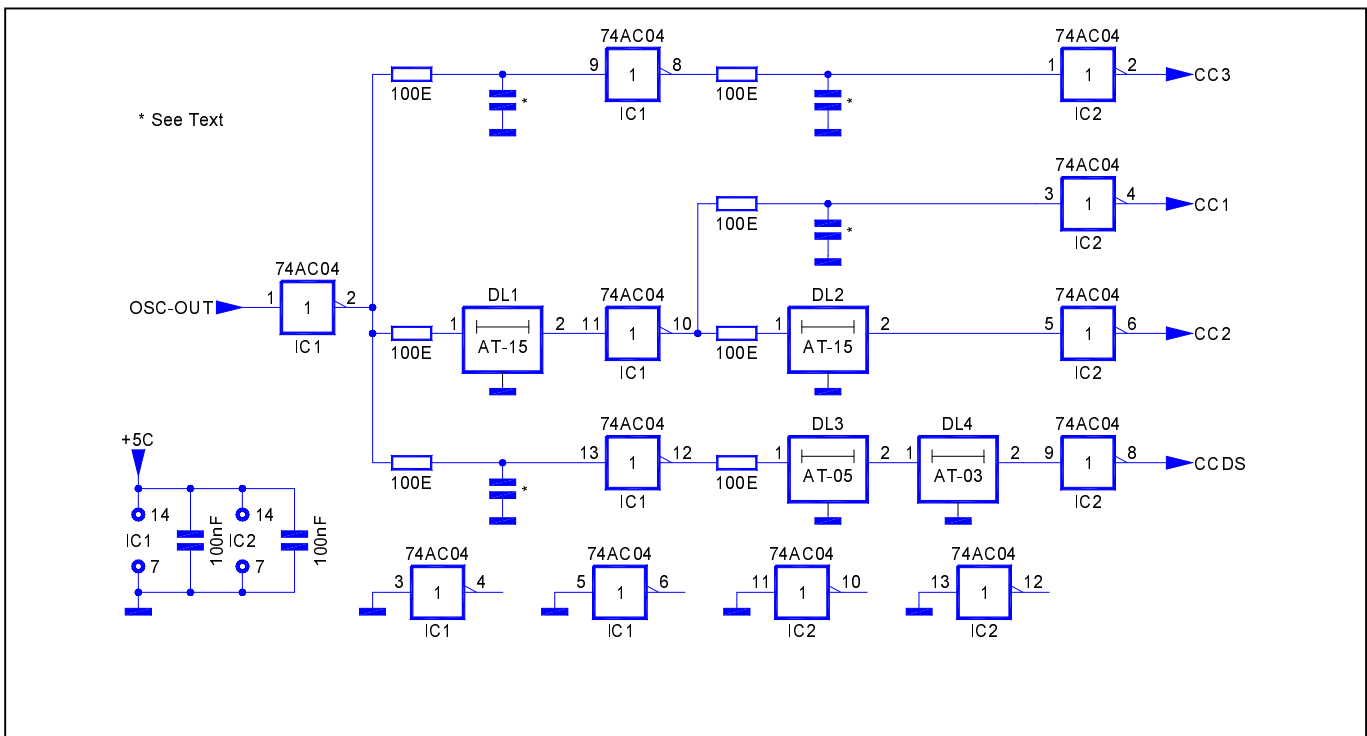 74AC04 74AC04
9 1 8 1 1 2 CC3
100E * IC1 100E * IC2
* See Text
74AC04
3 1 4 CC1
100E * IC2
74AC04
OSC-OUT 1 1 2
IC1
DL1 74AC04 DL2 74AC04
1 2 11 1 10 1 2 5 1 6 CC2
100E AT-15 IC1 100E AT-15 IC2
74AC04 DL3 DL4 74AC04
13 1 12 1 2 1 2 9 1 8 CCDS
100E * IC1 100E AT-05 AT-03 IC2
+5C
14 14
IC1 100nF IC2 100nF
7 7
74AC04 74AC04 74AC04 74AC04
3 1 4 5 1 6 11 1 10 13 1 12
IC1 IC1 IC2 IC2